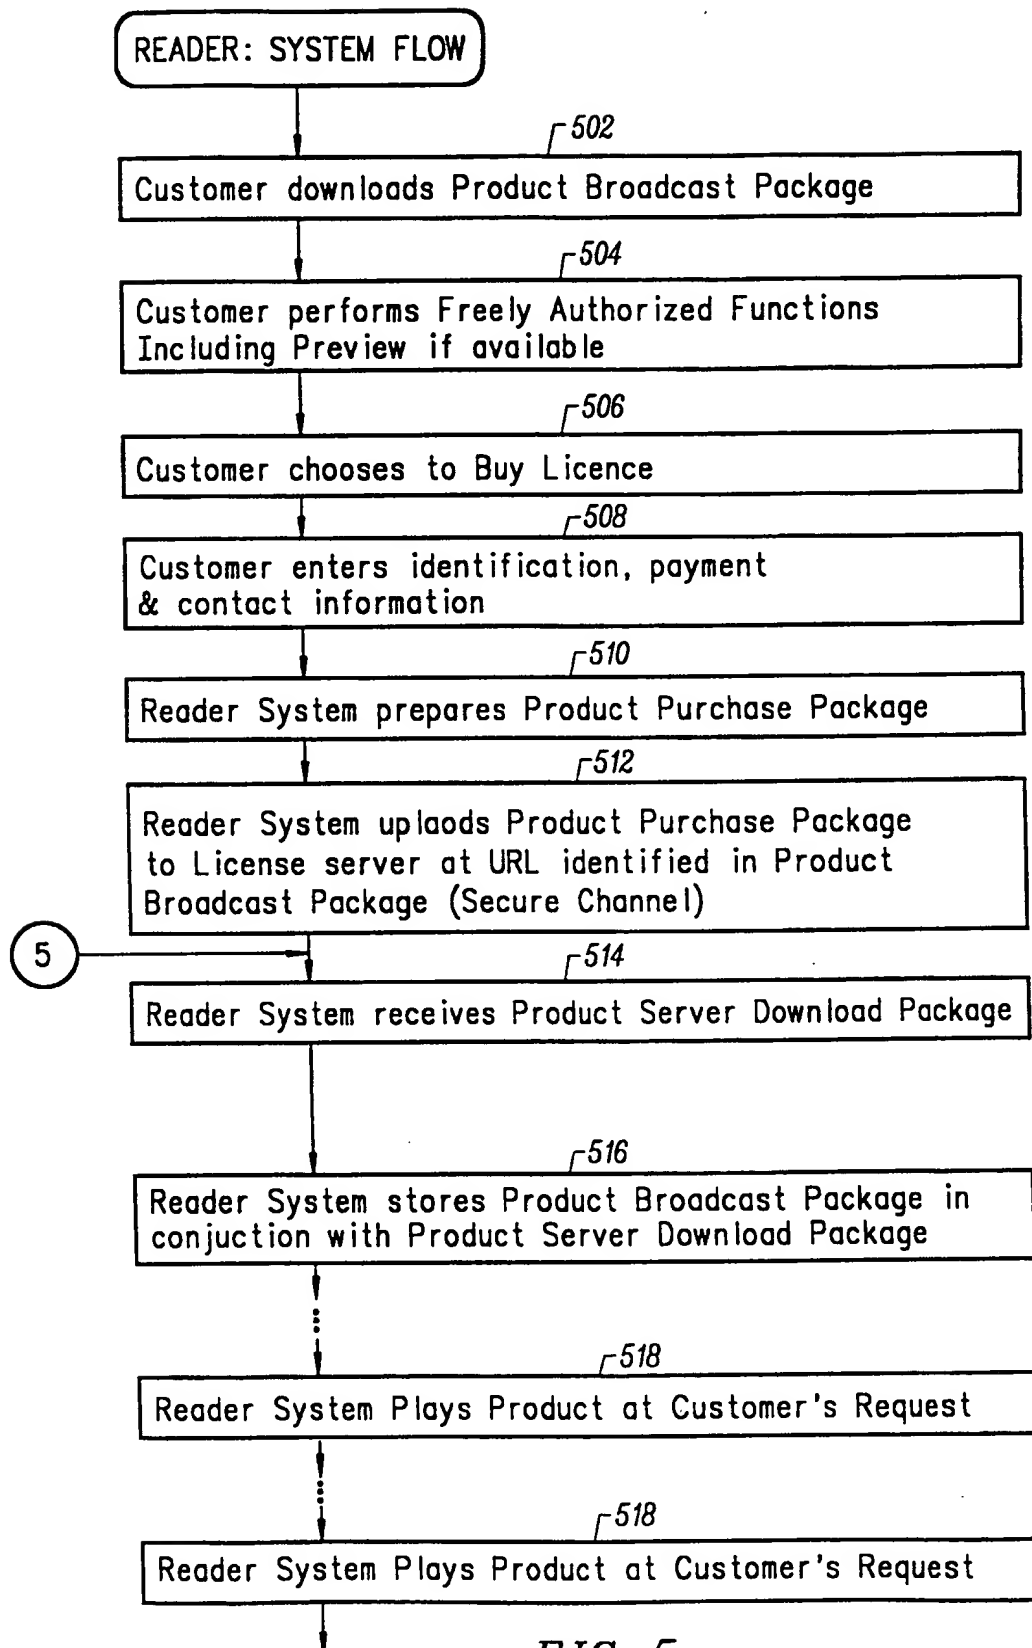 READER: SYSTEM FLOW
502
Customer downloads Product Broadcast Package
504
Customer performs Freely Authorized Functions
Including Preview if available
506
Customer chooses to Buy Licence
508
Customer enters identification, payment
& contact information
510
Reader System prepares Product Purchase Package
512
Reader System uplaods Product Purchase Package
to License server at URL identified in Product
Broadcast Package (Secure Channel)
5
514
Reader System receives Product Server Download Package
516
Reader System stores Product Broadcast Package in
conjuction with Product Server Download Package
518
Reader System Plays Product at Customer's Request
518
Reader System Plays Product at Customer's Request
FIG. 5